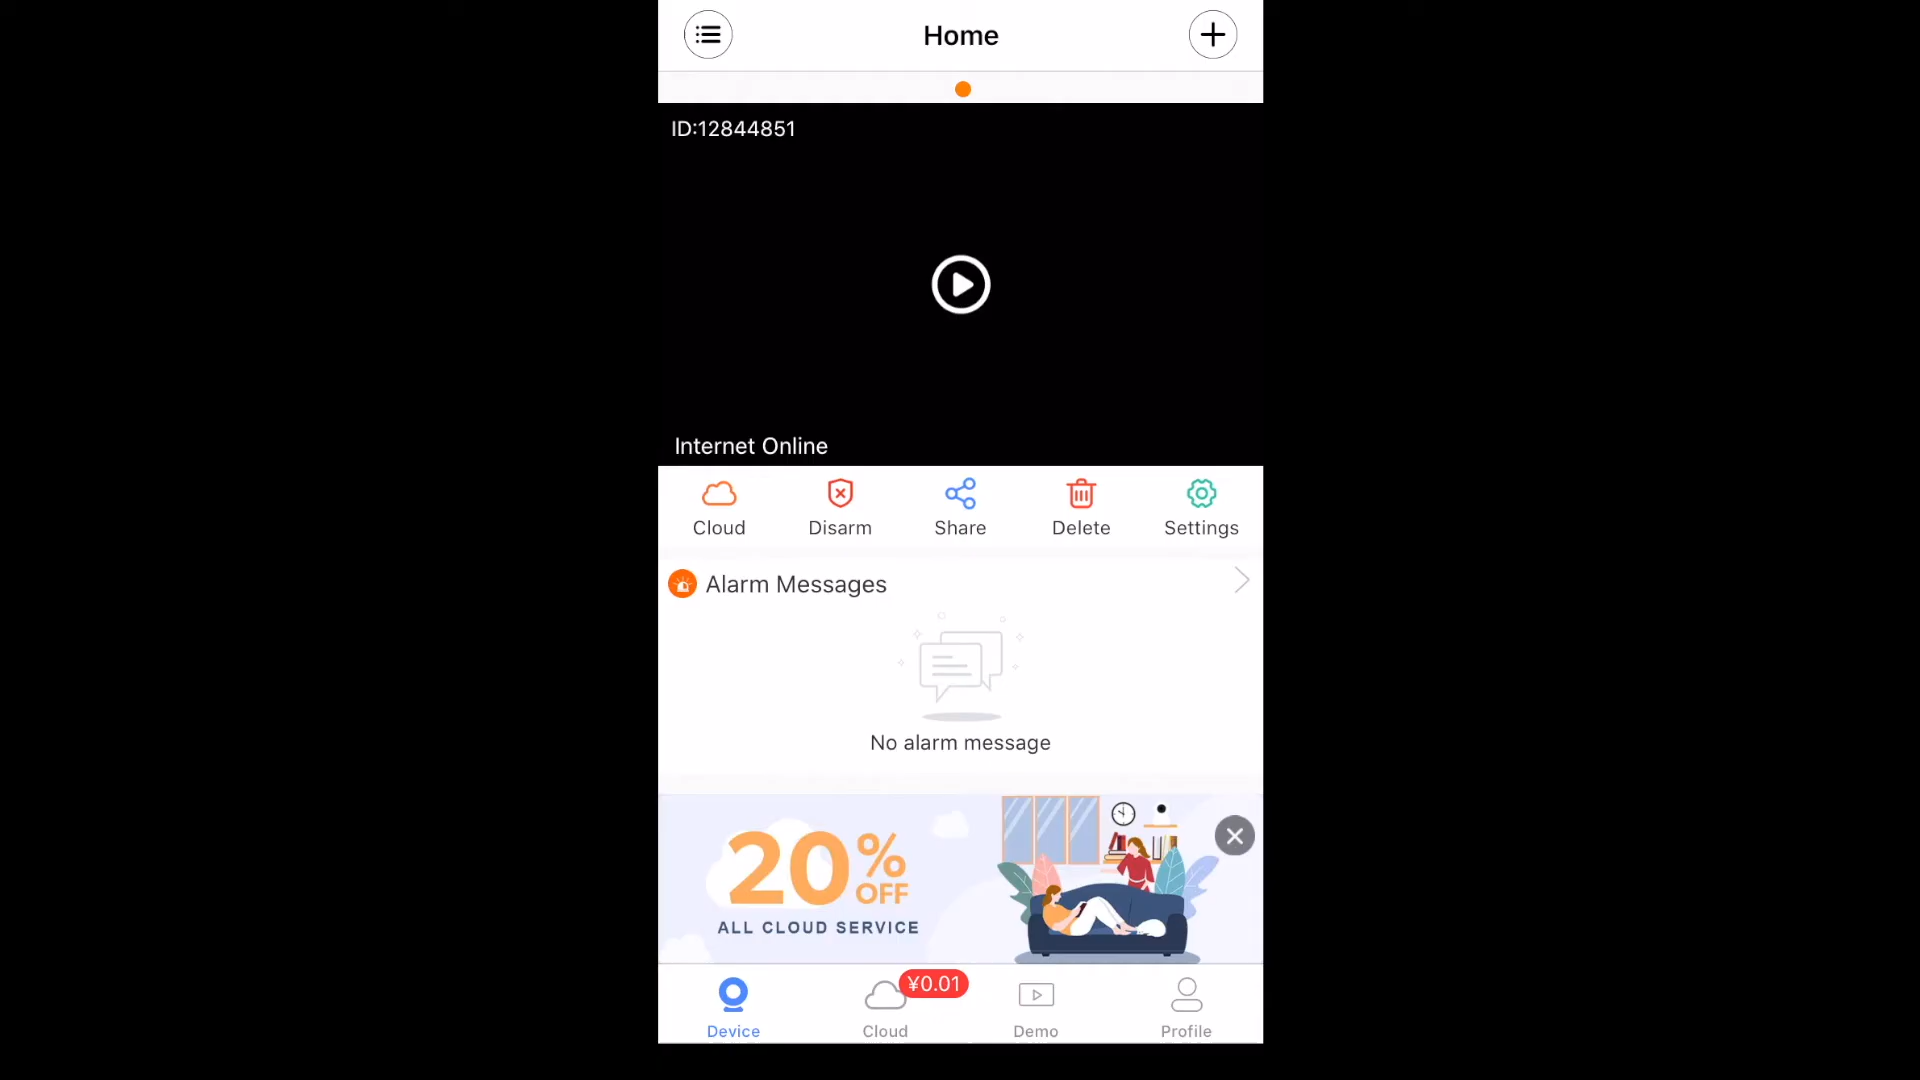 Home
ID:12844851
Internet Online
Cloud
Disarm
Share
Delete
Settings
Alarm Messages
No alarm message
20% OFF
ALL CLOUD SERVICE
¥0.01
Device
Cloud
Demo
Profile